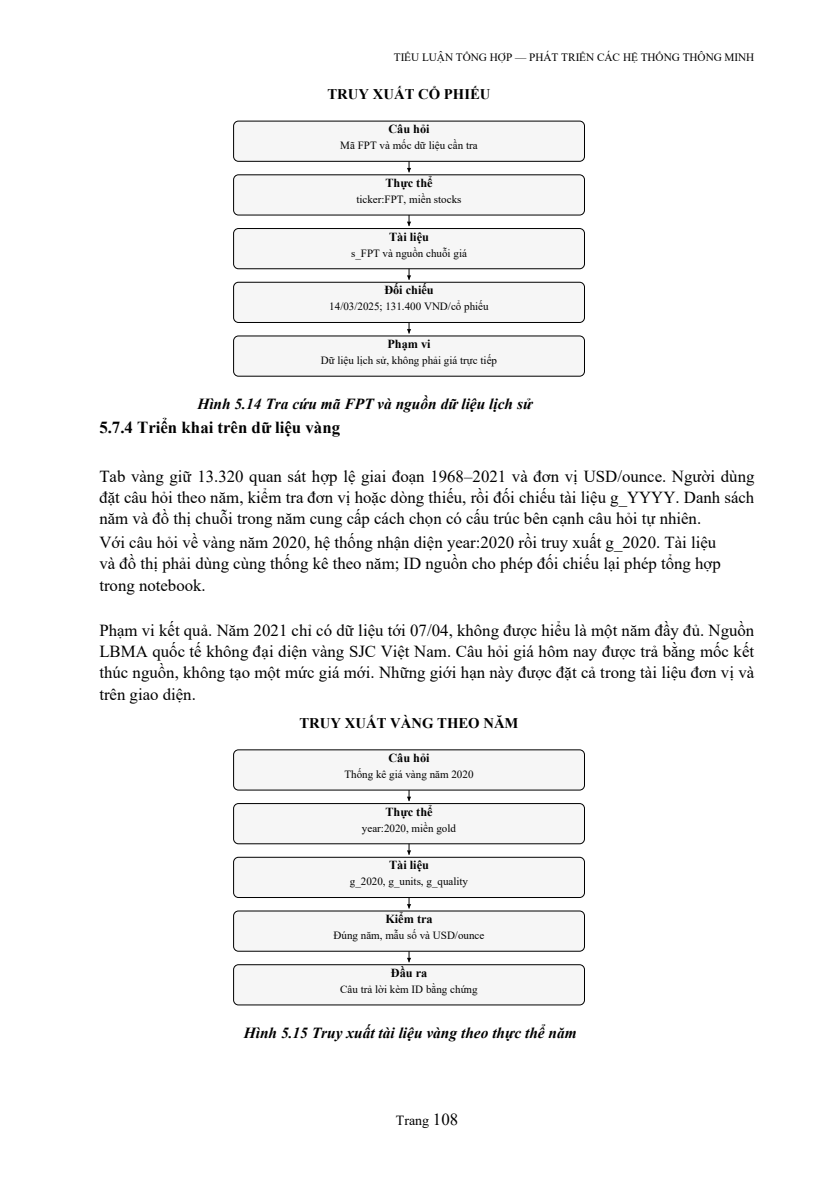 TIỂU LUẬN TỔNG HỢP — PHÁT TRIỂN CÁC HỆ THỐNG THÔNG MINH
TRUY XUẤT CỔ PHIẾU
Câu hỏi
Mã FPT và mốc dữ liệu cần tra
Thực thể
ticker:FPT, miền stocks
Tài liệu
s_FPT và nguồn chuỗi giá
Đối chiếu
14/03/2025; 131.400 VND/cổ phiếu
Phạm vi
Dữ liệu lịch sử, không phải giá trực tiếp
Hình 5.14 Tra cứu mã FPT và nguồn dữ liệu lịch sử
5.7.4 Triển khai trên dữ liệu vàng
Tab vàng giữ 13.320 quan sát hợp lệ giai đoạn 1968–2021 và đơn vị USD/ounce. Người dùng
đặt câu hỏi theo năm, kiểm tra đơn vị hoặc dòng thiếu, rồi đối chiếu tài liệu g_YYYY. Danh sách
năm và đồ thị chuỗi trong năm cung cấp cách chọn có cấu trúc bên cạnh câu hỏi tự nhiên.
Với câu hỏi về vàng năm 2020, hệ thống nhận diện year:2020 rồi truy xuất g_2020. Tài liệu
và đồ thị phải dùng cùng thống kê theo năm; ID nguồn cho phép đối chiếu lại phép tổng hợp
trong notebook.
Phạm vi kết quả. Năm 2021 chỉ có dữ liệu tới 07/04, không được hiểu là một năm đầy đủ. Nguồn
LBMA quốc tế không đại diện vàng SJC Việt Nam. Câu hỏi giá hôm nay được trả bằng mốc kết
thúc nguồn, không tạo một mức giá mới. Những giới hạn này được đặt cả trong tài liệu đơn vị và
trên giao diện.
TRUY XUẤT VÀNG THEO NĂM
Câu hỏi
Thống kê giá vàng năm 2020
Thực thể
year:2020, miền gold
Tài liệu
g_2020, g_units, g_quality
Kiểm tra
Đúng năm, mẫu số và USD/ounce
Đầu ra
Câu trả lời kèm ID bằng chứng
Hình 5.15 Truy xuất tài liệu vàng theo thực thể năm
Trang 108